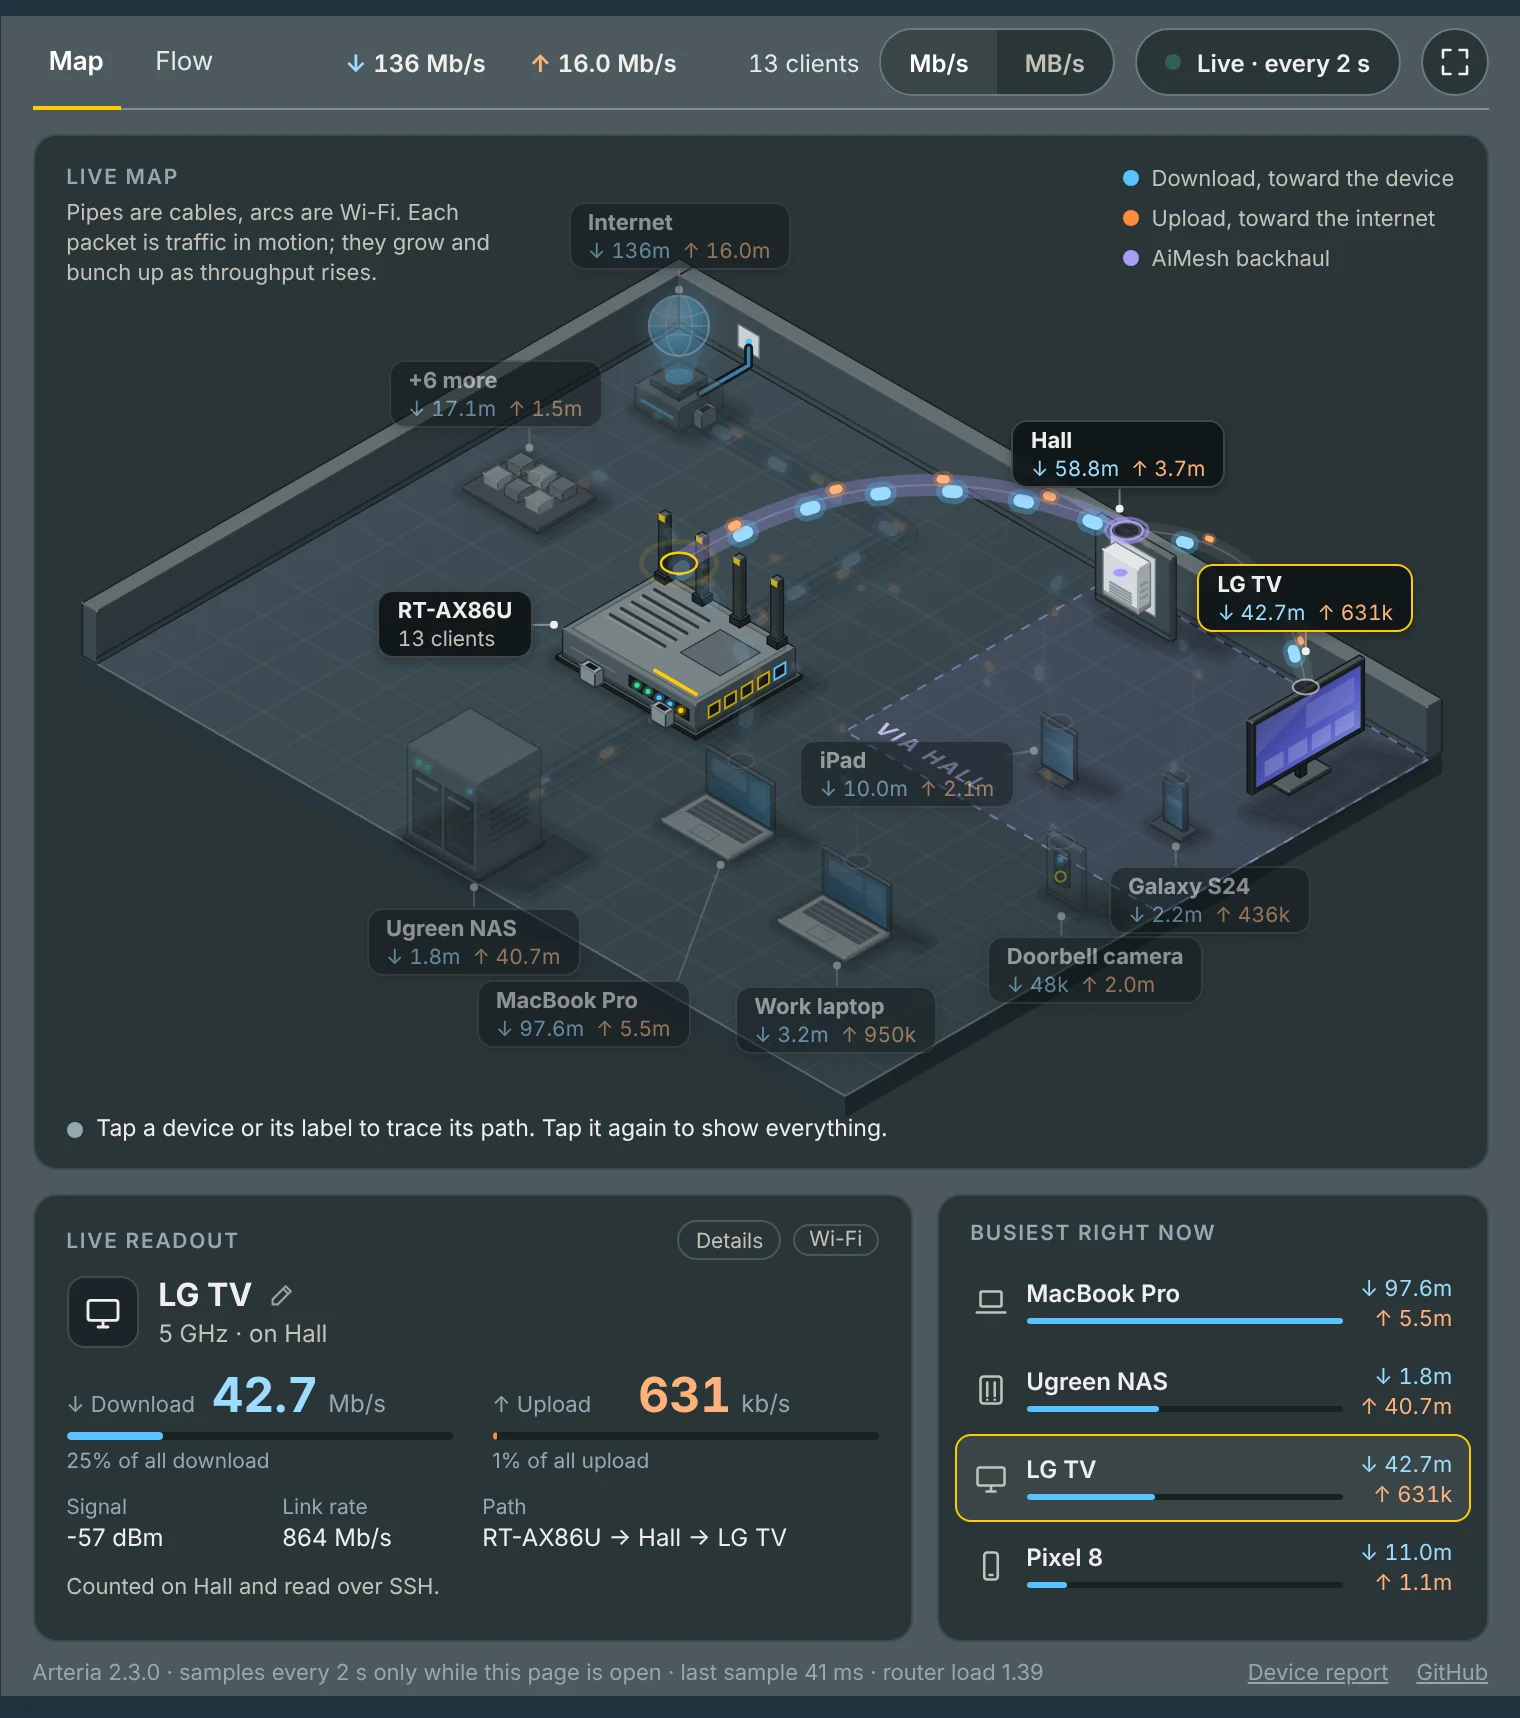 Map
Flow
↓ 136 Mb/s
↑ 16.0 Mb/s
13 clients
Mb/s
MB/s
Live · every 2 s
LIVE MAP
Pipes are cables, arcs are Wi-Fi. Each
packet is traffic in motion; they grow and
bunch up as throughput rises.
Download, toward the device
Upload, toward the internet
AiMesh backhaul
Internet
↓ 136m ↑ 16.0m
+6 more
↓ 17.1m ↑ 1.5m
Hall
↓ 58.8m ↑ 3.7m
LG TV
↓ 42.7m ↑ 631k
RT-AX86U
13 clients
VIA HALL
iPad
↓ 10.0m ↑ 2.1m
Galaxy S24
↓ 2.2m ↑ 436k
Ugreen NAS
↓ 1.8m ↑ 40.7m
Doorbell camera
↓ 48k ↑ 2.0m
MacBook Pro
↓ 97.6m ↑ 5.5m
Work laptop
↓ 3.2m ↑ 950k
Tap a device or its label to trace its path. Tap it again to show everything.
LIVE READOUT
Details
Wi-Fi
LG TV
5 GHz · on Hall
↓ Download 42.7 Mb/s
↑ Upload 631 kb/s
25% of all download
1% of all upload
Signal
-57 dBm
Link rate
864 Mb/s
Path
RT-AX86U → Hall → LG TV
Counted on Hall and read over SSH.
BUSIEST RIGHT NOW
MacBook Pro
↓ 97.6m
↑ 5.5m
Ugreen NAS
↓ 1.8m
↑ 40.7m
LG TV
↓ 42.7m
↑ 631k
Pixel 8
↓ 11.0m
↑ 1.1m
Arteria 2.3.0 · samples every 2 s only while this page is open · last sample 41 ms · router load 1.39
Device report
GitHub